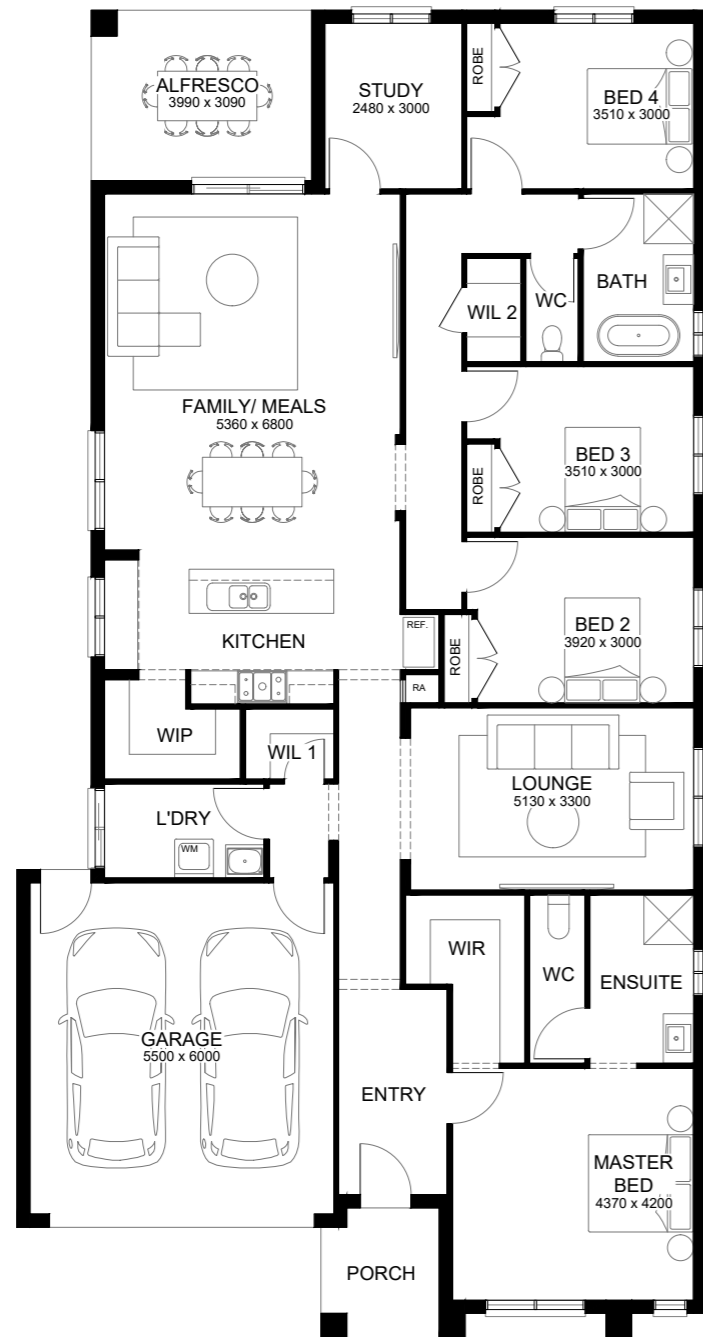 ALFRESCO
3990 x 3090
STUDY
2480 x 3000
ROBE
BED 4
3510 x 3000
WIL 2
WC
BATH
FAMILY/ MEALS
5360 x 6800
ROBE
BED 3
3510 x 3000
KITCHEN
REF.
ROBE
BED 2
3920 x 3000
RA
WIP
WIL 1
LOUNGE
5130 x 3300
L'DRY
WM
WIR
WC
ENSUITE
GARAGE
5500 x 6000
ENTRY
MASTER
BED
4370 x 4200
PORCH